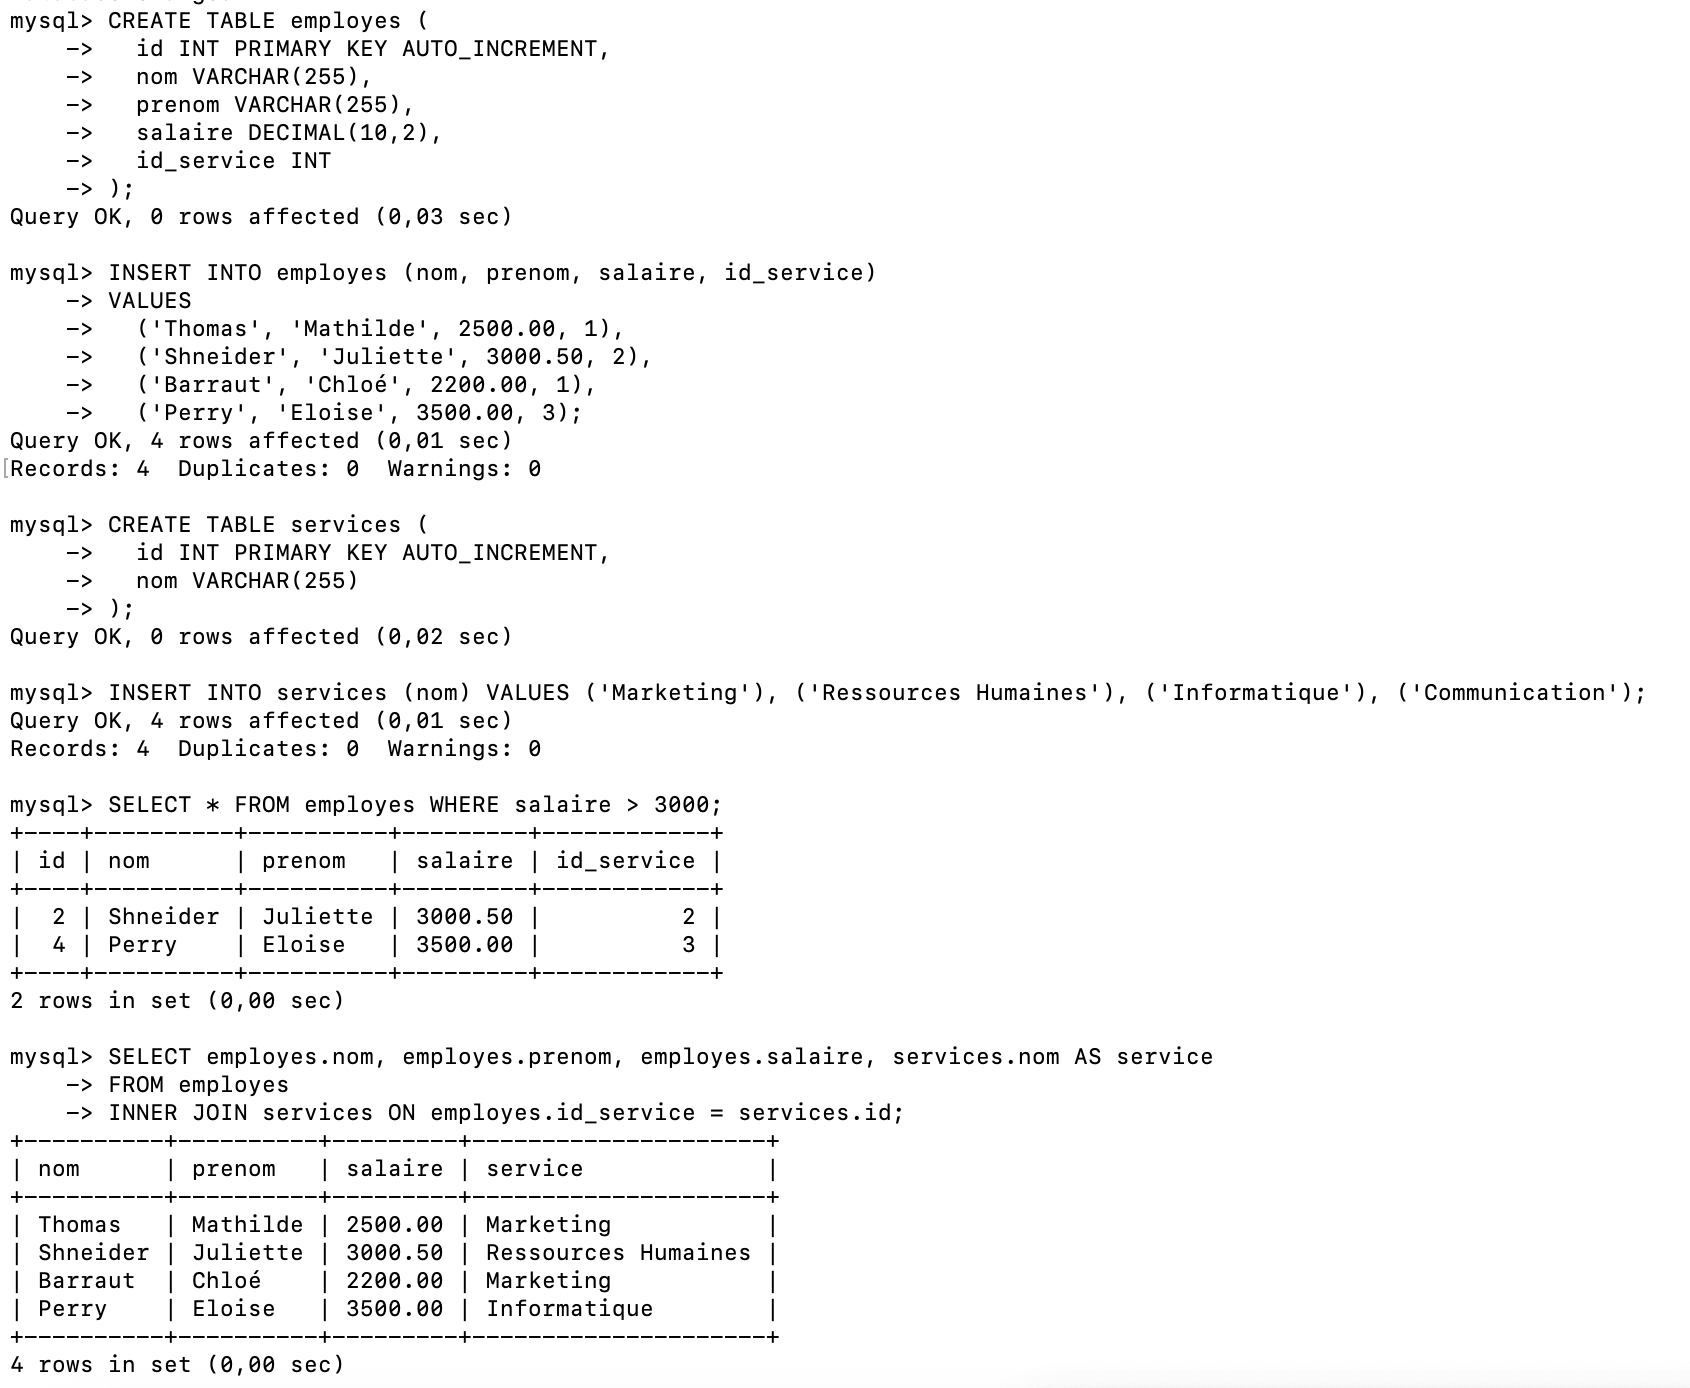 mysql> CREATE TABLE employes (
    ->   id INT PRIMARY KEY AUTO_INCREMENT,
    ->   nom VARCHAR(255),
    ->   prenom VARCHAR(255),
    ->   salaire DECIMAL(10,2),
    ->   id_service INT
    -> );
Query OK, 0 rows affected (0,03 sec)

mysql> INSERT INTO employes (nom, prenom, salaire, id_service)
    -> VALUES
    ->   ('Thomas', 'Mathilde', 2500.00, 1),
    ->   ('Shneider', 'Juliette', 3000.50, 2),
    ->   ('Barraut', 'Chloé', 2200.00, 1),
    ->   ('Perry', 'Eloise', 3500.00, 3);
Query OK, 4 rows affected (0,01 sec)
[Records: 4  Duplicates: 0  Warnings: 0

mysql> CREATE TABLE services (
    ->   id INT PRIMARY KEY AUTO_INCREMENT,
    ->   nom VARCHAR(255)
    -> );
Query OK, 0 rows affected (0,02 sec)

mysql> INSERT INTO services (nom) VALUES ('Marketing'), ('Ressources Humaines'), ('Informatique'), ('Communication');
Query OK, 4 rows affected (0,01 sec)
Records: 4  Duplicates: 0  Warnings: 0

mysql> SELECT * FROM employes WHERE salaire > 3000;
+----+----------+----------+---------+------------+
| id | nom      | prenom   | salaire | id_service |
+----+----------+----------+---------+------------+
|  2 | Shneider | Juliette | 3000.50 |          2 |
|  4 | Perry    | Eloise   | 3500.00 |          3 |
+----+----------+----------+---------+------------+
2 rows in set (0,00 sec)

mysql> SELECT employes.nom, employes.prenom, employes.salaire, services.nom AS service
    -> FROM employes
    -> INNER JOIN services ON employes.id_service = services.id;
+----------+----------+---------+---------------------+
| nom      | prenom   | salaire | service             |
+----------+----------+---------+---------------------+
| Thomas   | Mathilde | 2500.00 | Marketing           |
| Shneider | Juliette | 3000.50 | Ressources Humaines |
| Barraut  | Chloé    | 2200.00 | Marketing           |
| Perry    | Eloise   | 3500.00 | Informatique        |
+----------+----------+---------+---------------------+
4 rows in set (0,00 sec)